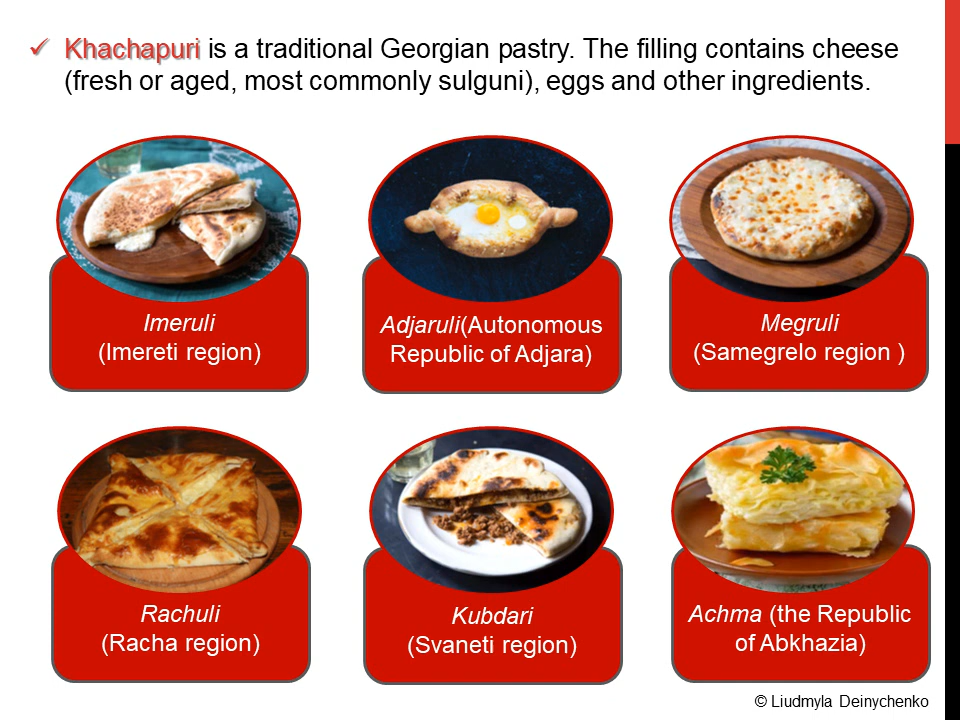 ✓ Khachapuri is a traditional Georgian pastry. The filling contains cheese
(fresh or aged, most commonly sulguni), eggs and other ingredients.
Imeruli
(Imereti region)
Adjaruli(Autonomous
Republic of Adjara)
Megruli
(Samegrelo region )
Rachuli
(Racha region)
Kubdari
(Svaneti region)
Achma (the Republic
of Abkhazia)
© Liudmyla Deinychenko